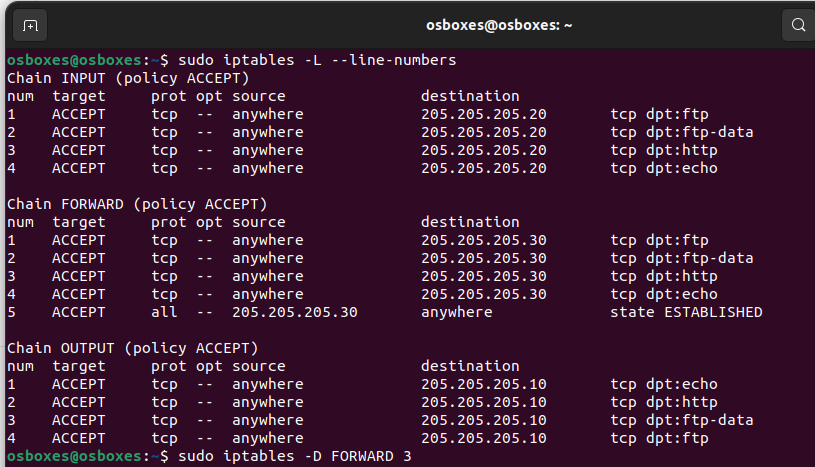 osboxes@osboxes: ~
osboxes@osboxes:~$ sudo iptables -L --line-numbers
Chain INPUT (policy ACCEPT)
num  target     prot opt source               destination
1    ACCEPT     tcp  --  anywhere             205.205.205.20       tcp dpt:ftp
2    ACCEPT     tcp  --  anywhere             205.205.205.20       tcp dpt:ftp-data
3    ACCEPT     tcp  --  anywhere             205.205.205.20       tcp dpt:http
4    ACCEPT     tcp  --  anywhere             205.205.205.20       tcp dpt:echo

Chain FORWARD (policy ACCEPT)
num  target     prot opt source               destination
1    ACCEPT     tcp  --  anywhere             205.205.205.30       tcp dpt:ftp
2    ACCEPT     tcp  --  anywhere             205.205.205.30       tcp dpt:ftp-data
3    ACCEPT     tcp  --  anywhere             205.205.205.30       tcp dpt:http
4    ACCEPT     tcp  --  anywhere             205.205.205.30       tcp dpt:echo
5    ACCEPT     all  --  205.205.205.30       anywhere             state ESTABLISHED

Chain OUTPUT (policy ACCEPT)
num  target     prot opt source               destination
1    ACCEPT     tcp  --  anywhere             205.205.205.10       tcp dpt:echo
2    ACCEPT     tcp  --  anywhere             205.205.205.10       tcp dpt:http
3    ACCEPT     tcp  --  anywhere             205.205.205.10       tcp dpt:ftp-data
4    ACCEPT     tcp  --  anywhere             205.205.205.10       tcp dpt:ftp
osboxes@osboxes:~$ sudo iptables -D FORWARD 3